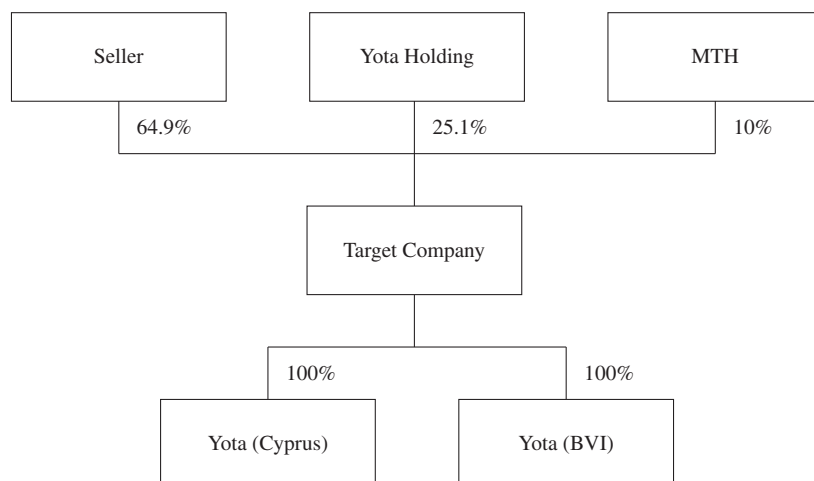 Seller
Yota Holding
MTH
64.9%
25.1%
10%
Target Company
100%
100%
Yota (Cyprus)
Yota (BVI)